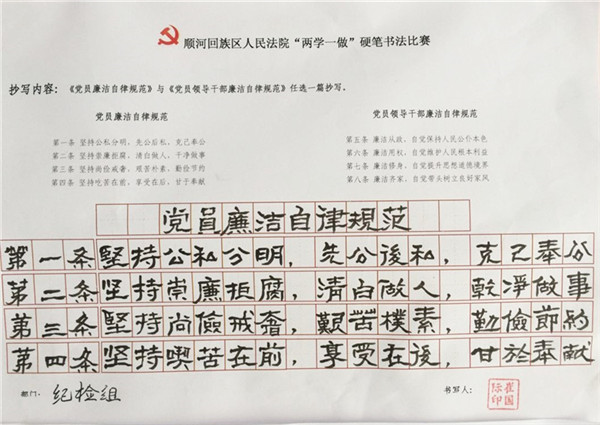 顺河回族区人民法院“两学一做”硬笔书法比赛
抄写内容：《党员廉洁自律规范》与《党员领导干部廉洁自律规范》任选一篇抄写。
党员廉洁自律规范
第一条 坚持公私分明，先公后私，克己奉公
第二条 坚持崇廉拒腐，清白做人，干净做事
第三条 坚持尚俭戒奢，艰苦朴素，勤俭节约
第四条 坚持吃苦在前，享受在后，甘于奉献
党员领导干部廉洁自律规范
第五条 廉洁从政，自觉保持人民公仆本色
第六条 廉洁用权，自觉维护人民根本利益
第七条 廉洁修身，自觉提升思想道德境界
第八条 廉洁齐家，自觉带头树立良好家风
党員廉洁自律規范
第一条堅持公私分明，先公後私，克己奉公
第二条坚持崇廉拒腐，清白做人，乾淨做事
第三条堅持尚儉戒奢，艱苦樸素，勤儉節約
第四条坚持喫苦在前，享受在後，甘於奉献
部门：纪检组
书写人：